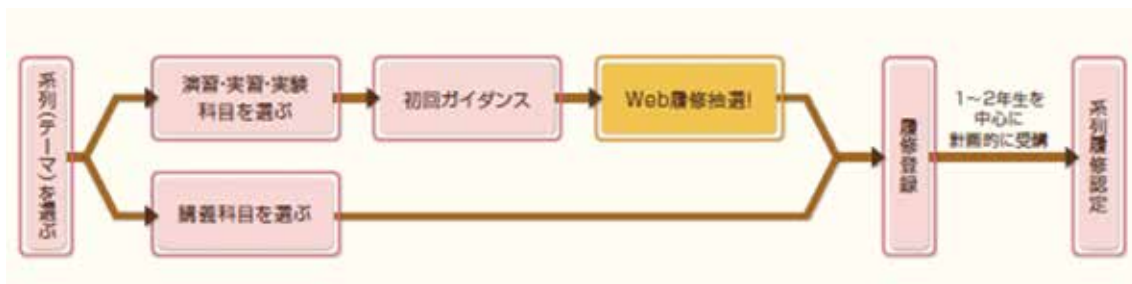 系列(テーマ)を選ぶ
演習・実習・実験
科目を選ぶ
初回ガイダンス
Web履修抽選!
講義科目を選ぶ
履修登録
1〜2年生を
中心に
計画的に受講
系列履修認定